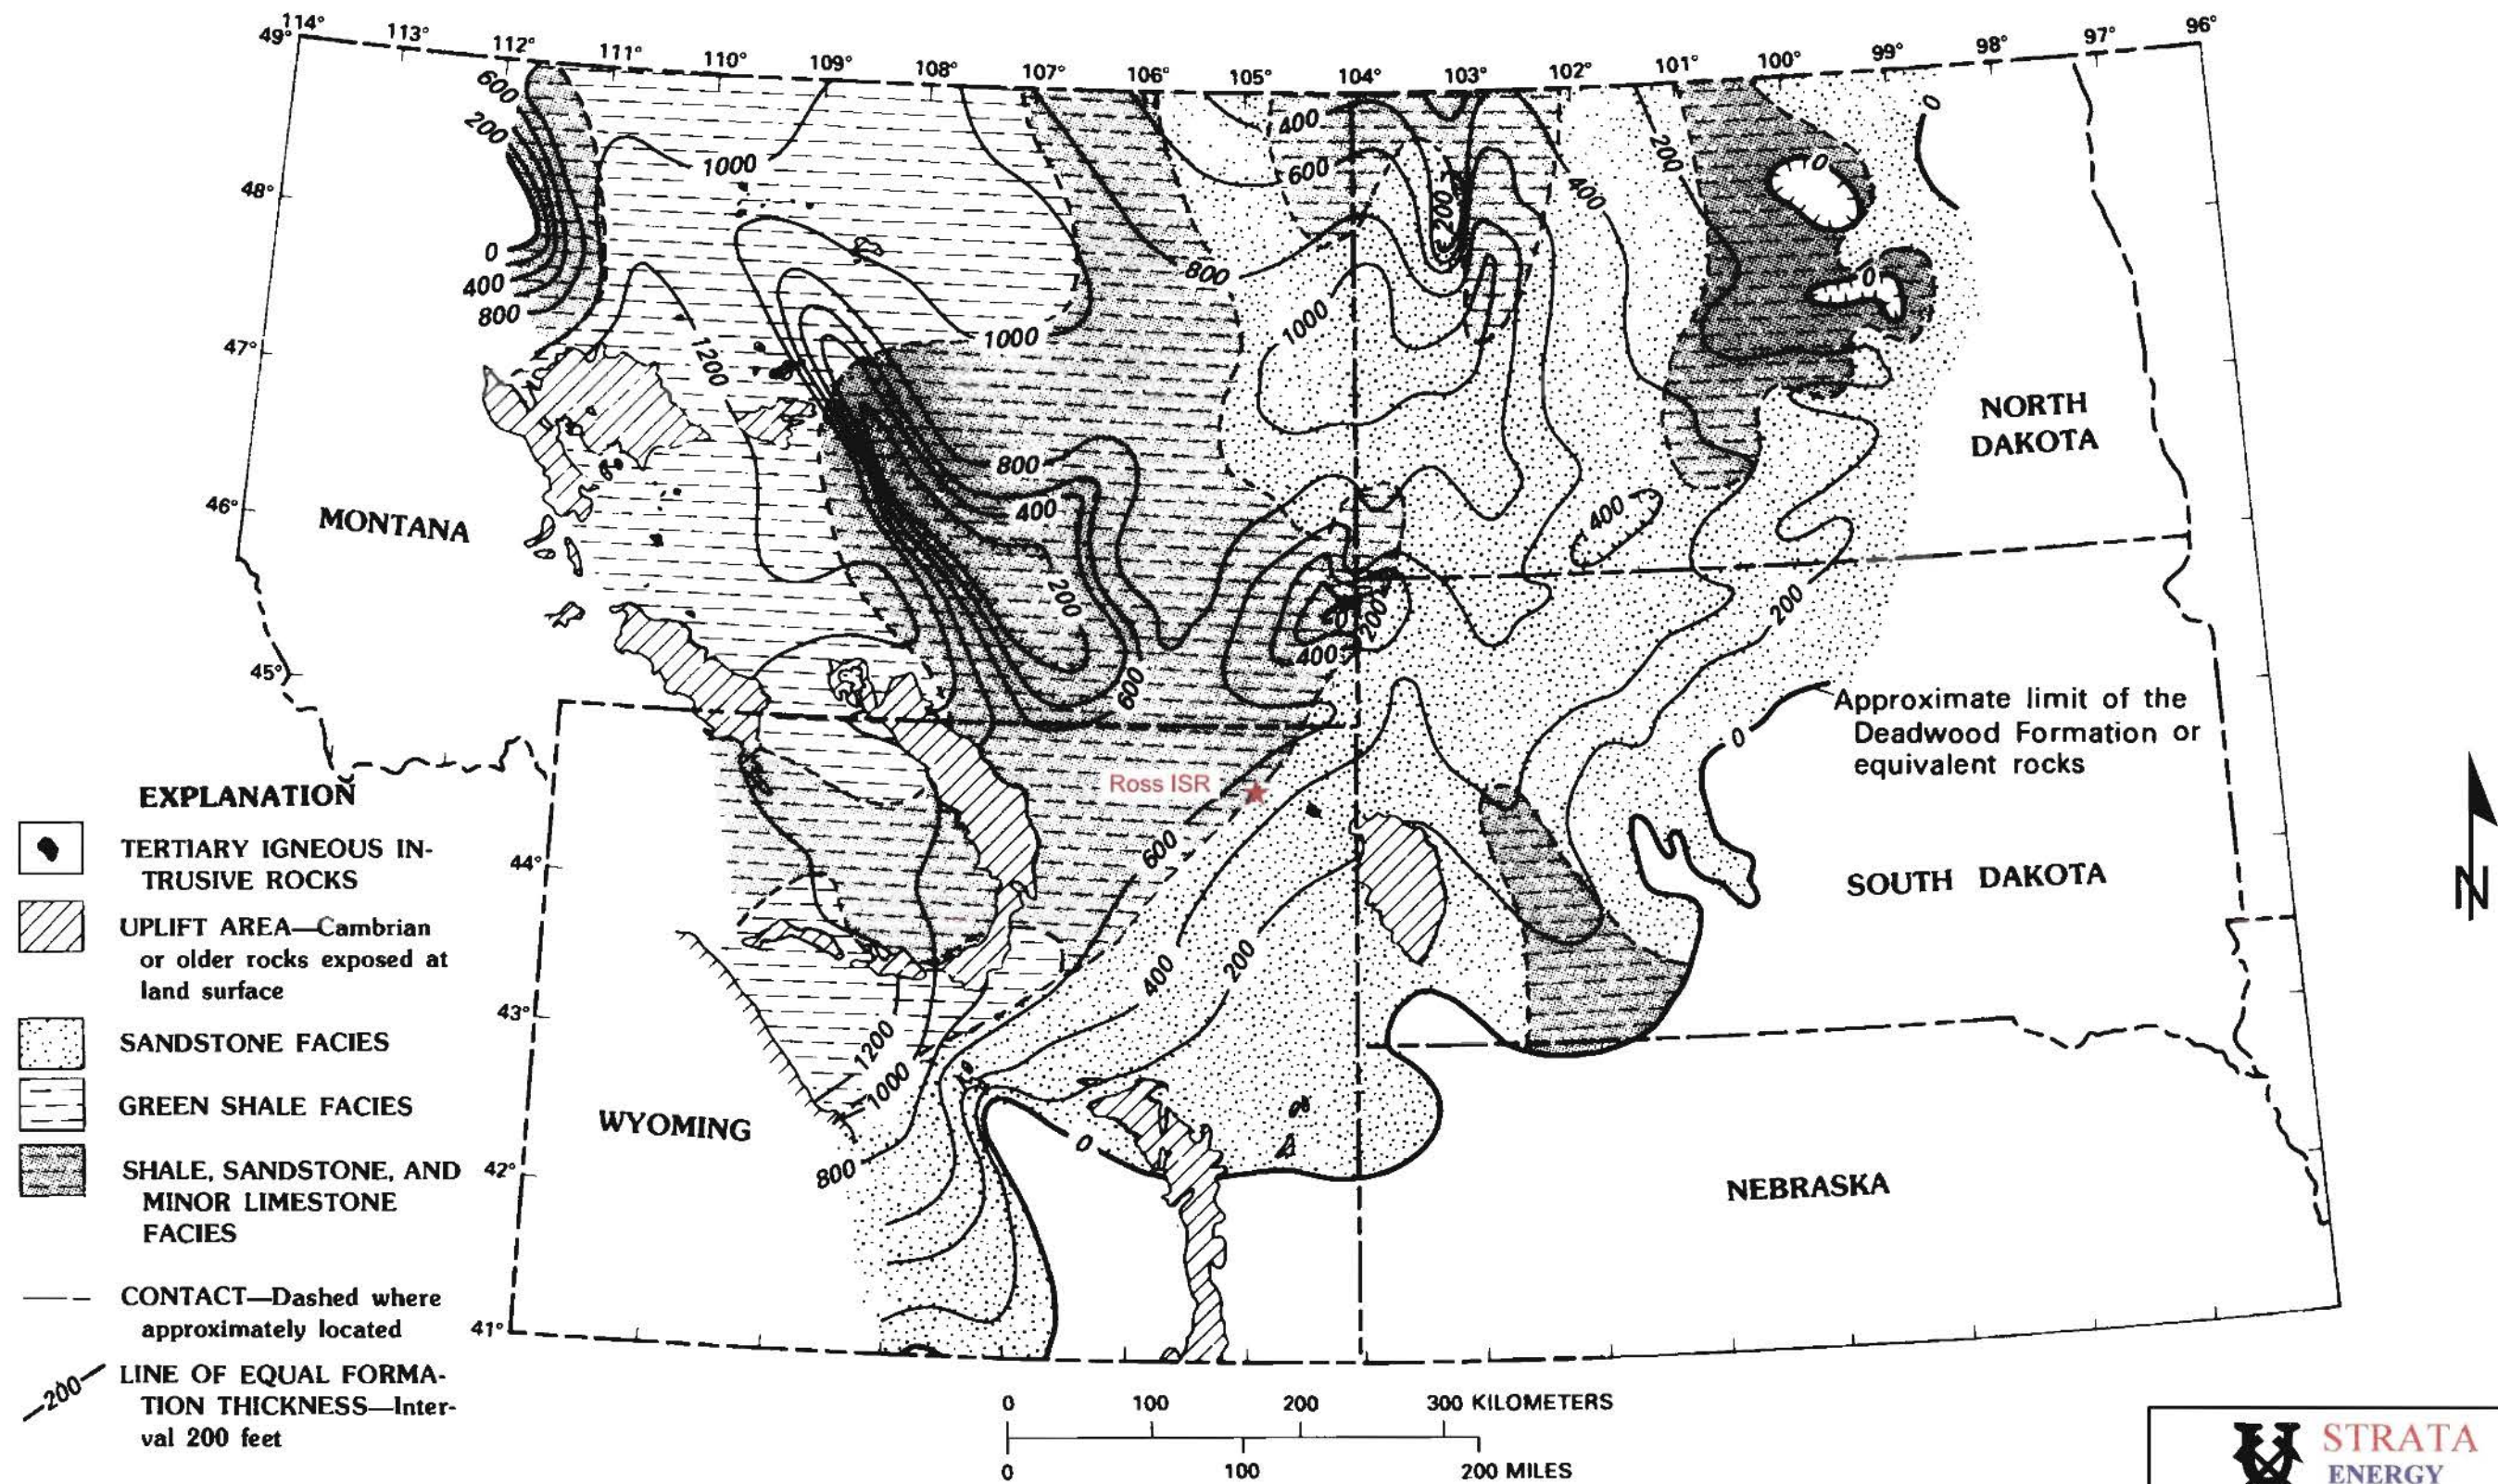 114° 113° 112° 111° 110° 109° 108° 107° 106° 105° 104° 103° 102° 101° 100° 99° 98° 97° 96°
49°
600
200
400
200
0
0
1000
600
48°
400
200
0
0
400
800
1000
800
1000
47°
1200
NORTH
DAKOTA
800
46°
400
400
MONTANA
200
200
200
400
45°
600
Approximate limit of the
Deadwood Formation or
equivalent rocks
0
Ross ISR
EXPLANATION
TERTIARY IGNEOUS IN-
TRUSIVE ROCKS
600
44°
SOUTH DAKOTA
N
UPLIFT AREA—Cambrian
or older rocks exposed at
land surface
400
200
43°
SANDSTONE FACIES
1200
1000
GREEN SHALE FACIES
WYOMING
0
800
SHALE, SANDSTONE, AND
MINOR LIMESTONE
FACIES
42°
NEBRASKA
CONTACT—Dashed where
approximately located
41°
200
LINE OF EQUAL FORMA-
TION THICKNESS—Inter-
val 200 feet
0 100 200 300 KILOMETERS
0 100 200 MILES
STRATA
ENERGY